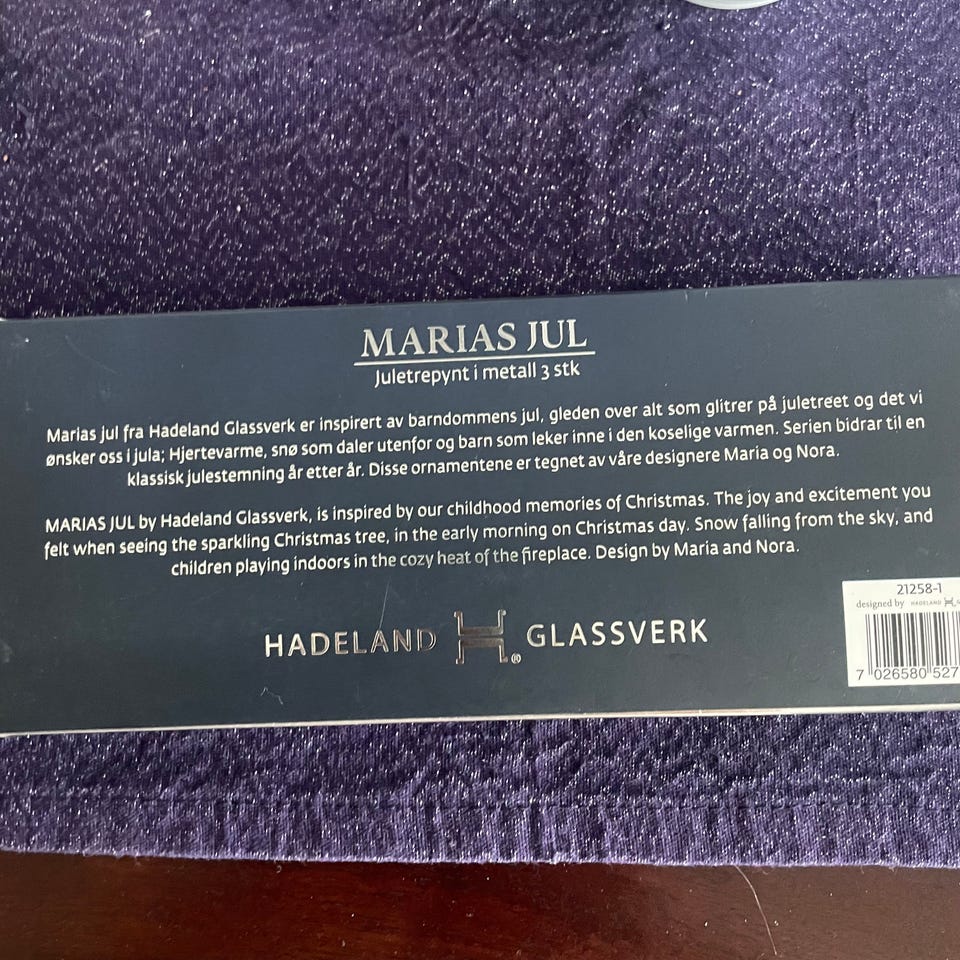 MARIAS JUL
Juletrepynt i metall 3 stk
Marias jul fra Hadeland Glassverk er inspirert av barndommens jul, gleden over alt som glitrer på juletreet og det vi
ønsker oss i jula; Hjertevarme, snø som daler utenfor og barn som leker inne i den koselige varmen. Serien bidrar til en
klassisk julestemning år etter år. Disse ornamentene er tegnet av våre designere Maria og Nora.
MARIAS JUL by Hadeland Glassverk, is inspired by our childhood memories of Christmas. The joy and excitement you
felt when seeing the sparkling Christmas tree, in the early morning on Christmas day. Snow falling from the sky, and
children playing indoors in the cozy heat of the fireplace. Design by Maria and Nora.
HADELAND H® GLASSVERK
21258-1
designed by HADELAND H G
7 026580 527